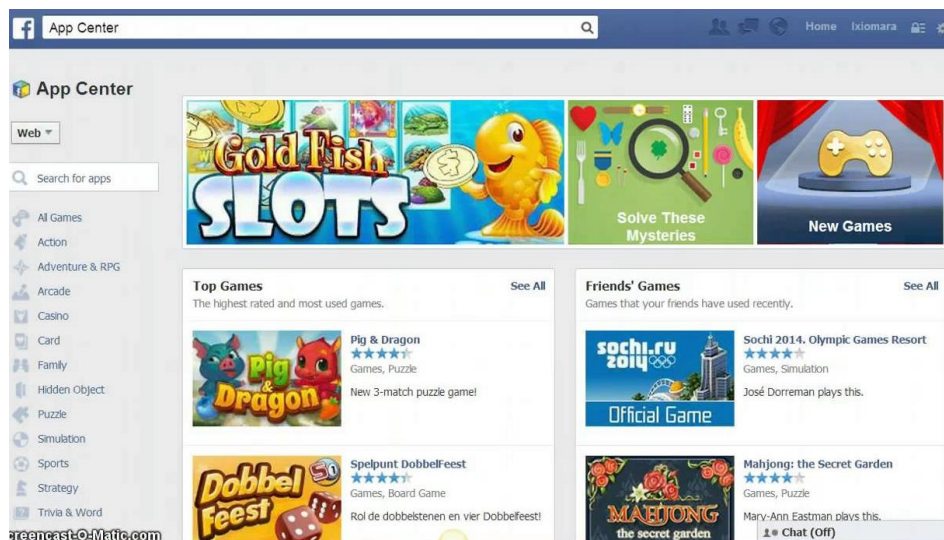 f
App Center
Home
Ixiomara
App Center
Web
Search for apps
All Games
Action
Adventure & RPG
Arcade
Casino
Card
Family
Hidden Object
Puzzle
Simulation
Sports
Strategy
Trivia & Word
Gold Fish
SLOTS
Solve These
Mysteries
New Games
Top Games
See All
The highest rated and most used games.
Pig
&
Dragon
Pig & Dragon
Games, Puzzle
New 3-match puzzle game!
Dobbel
Feest
50
Spelpunt DobbelFeest
Games, Board Game
Rol de dobbelstenen en vier Dobbelfeest!
Friends' Games
See All
Games that your friends have used recently.
sochi.ru
2014
Official Game
Sochi 2014. Olympic Games Resort
Games, Simulation
José Dorreman plays this.
MAHJONG
the secret garden
Mahjong: the Secret Garden
Games, Puzzle
Mary-Ann Eastman plays this.
Chat (Off)
creencast-O-Matic.com